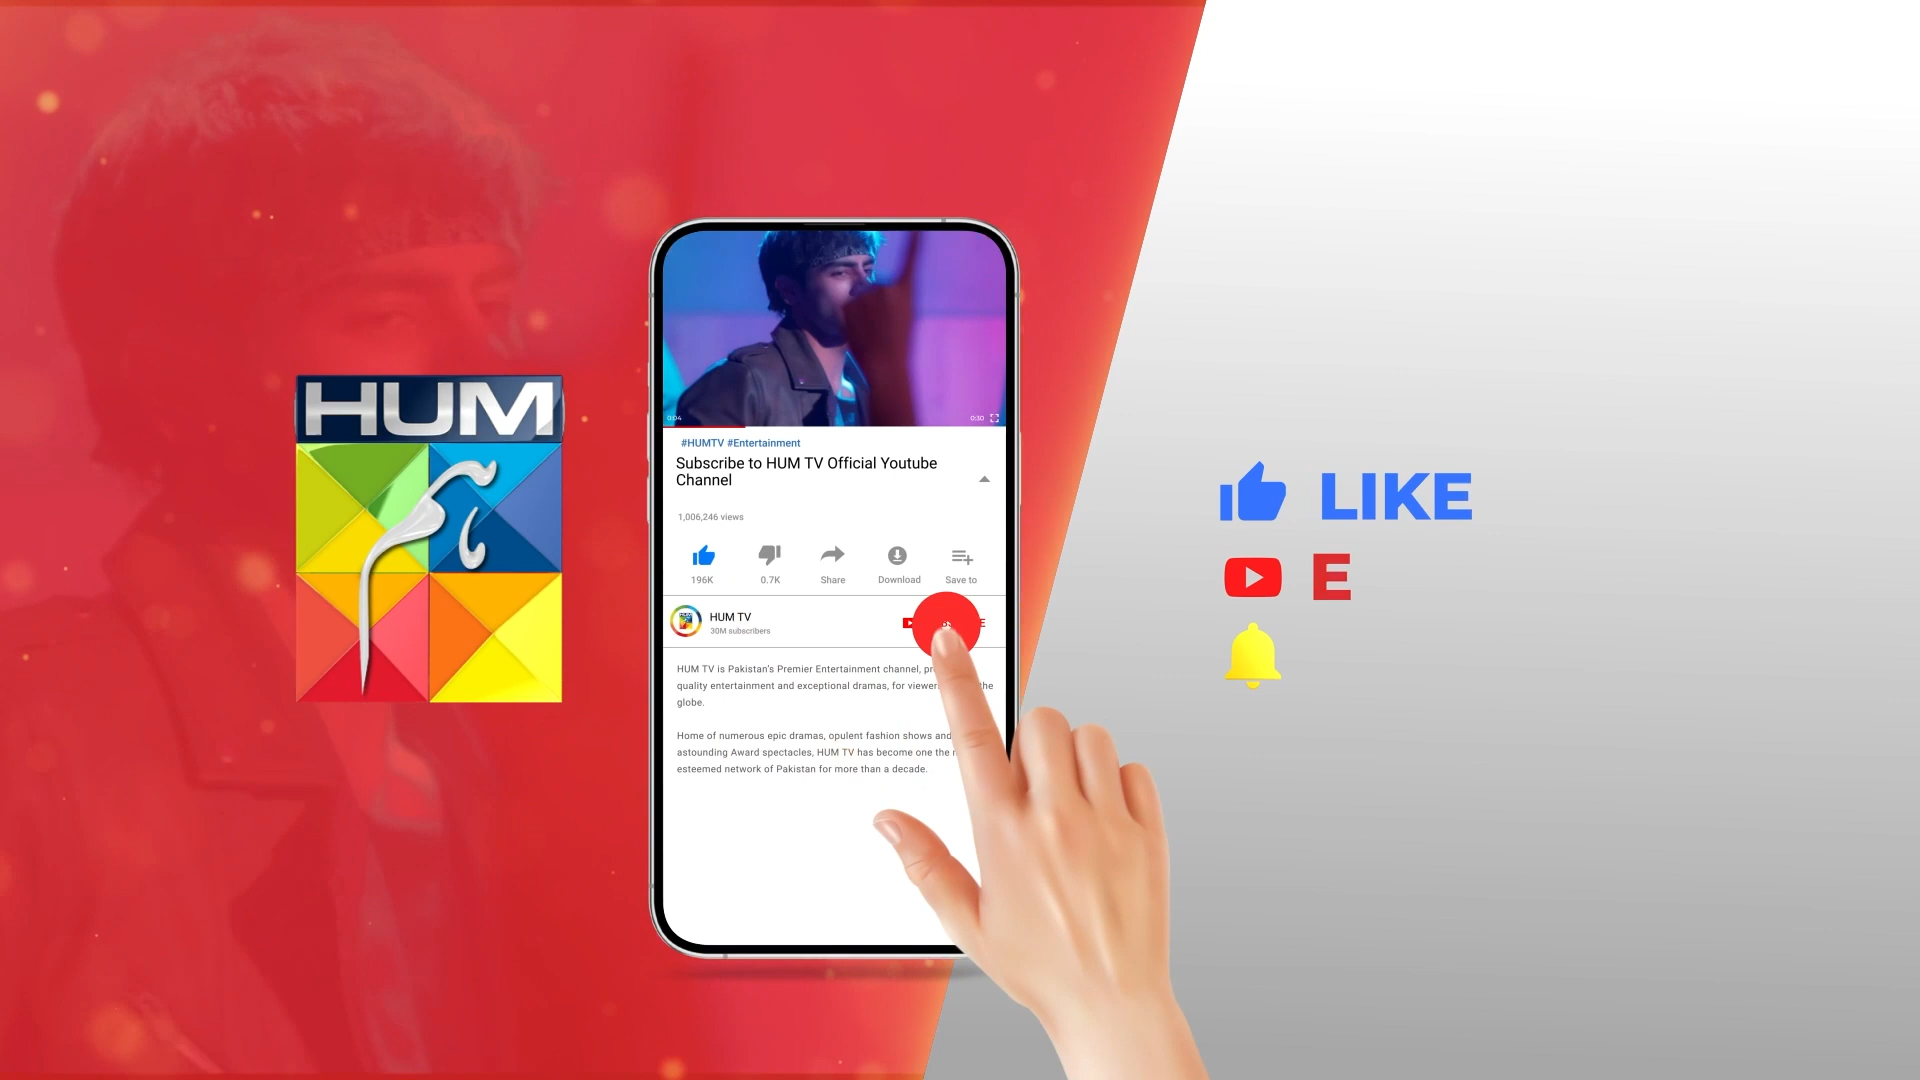 HUM
ہم
0:04
0:30
#HUMTV #Entertainment
Subscribe to HUM TV Official Youtube
Channel
1,006,246 views
196K
0.7K
Share
Download
Save to
HUM TV
30M subscribers
HUM TV is Pakistan's Premier Entertainment channel,
quality entertainment and exceptional dramas, for the
globe.
Home of numerous epic dramas, opulent fashion shows and
astounding Award spectacles, HUM TV has become one the
esteemed network of Pakistan for more than a decade.
LIKE
E